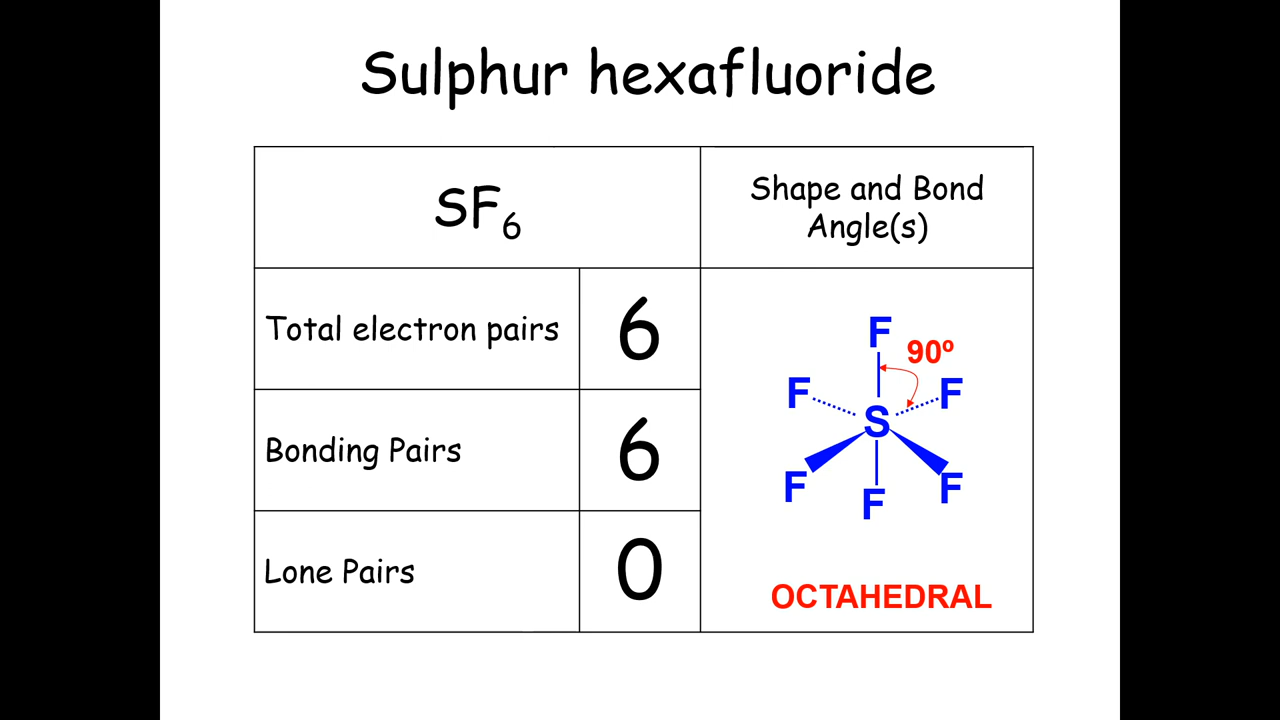 Sulphur hexafluoride
SF₆
Shape and Bond
Angle(s)
Total electron pairs
6
Bonding Pairs
6
Lone Pairs
0
F
90º
F
F
S
F
F
F
OCTAHEDRAL